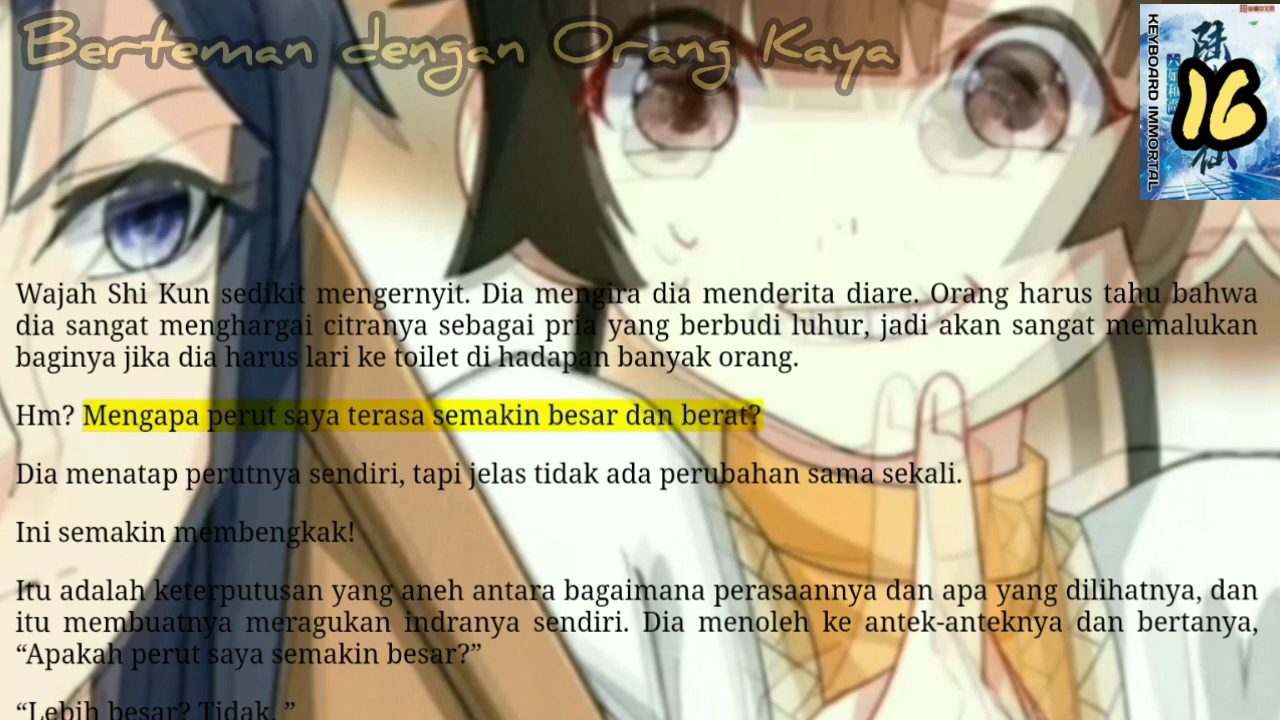 Berteman dengan Orang Kaya
KEYBOARD IMMORTAL
16
Wajah Shi Kun sedikit mengernyit. Dia mengira dia menderita diare. Orang harus tahu bahwa
dia sangat menghargai citranya sebagai pria yang berbudi luhur, jadi akan sangat memalukan
baginya jika dia harus lari ke toilet di hadapan banyak orang.
Hm? Mengapa perut saya terasa semakin besar dan berat?
Dia menatap perutnya sendiri, tapi jelas tidak ada perubahan sama sekali.
Ini semakin membengkak!
Itu adalah keterputusan yang aneh antara bagaimana perasaannya dan apa yang dilihatnya, dan
itu membuatnya meragukan indranya sendiri. Dia menoleh ke antek-anteknya dan bertanya,
“Apakah perut saya semakin besar?”
“Lebih besar? Tidak. ”